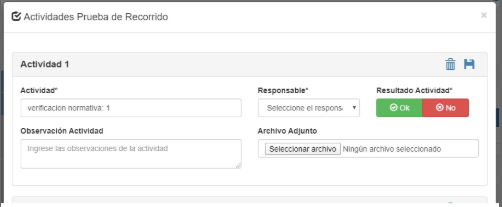 Actividades Prueba de Recorrido ×
Actividad 1
Actividad* Responsable* Resultado Actividad*
verificacion normativa: 1 Seleccione el respons Ok No
Observación Actividad Archivo Adjunto
Ingrese las observaciones de la actividad Seleccionar archivo Ningún archivo seleccionado